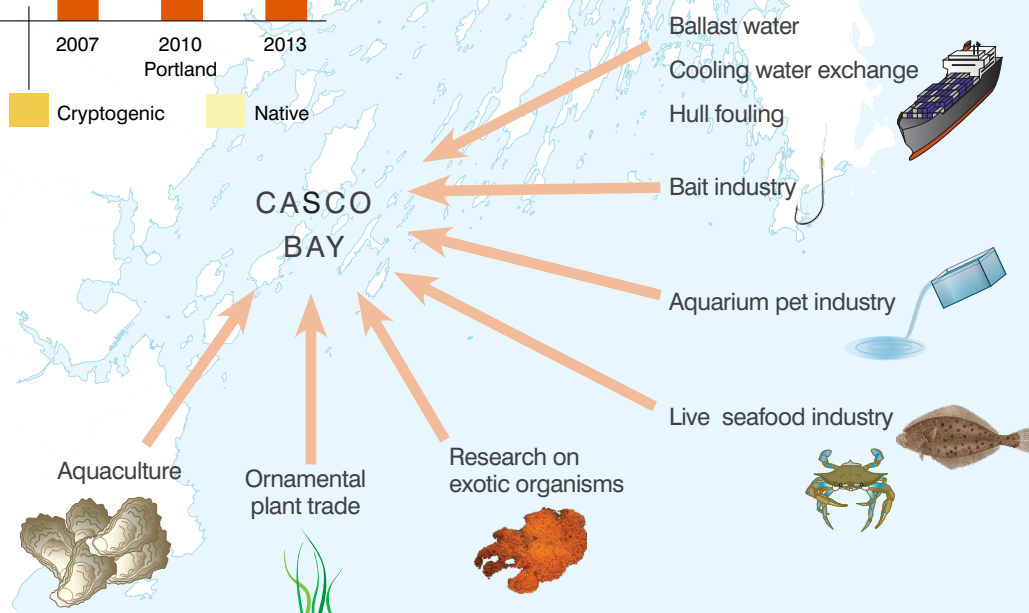 2007 2010 2013
Portland
Cryptogenic Native
Ballast water
Cooling water exchange
Hull fouling
Bait industry
CASCO
BAY
Aquarium pet industry
Live seafood industry
Aquaculture
Ornamental
plant trade
Research on
exotic organisms